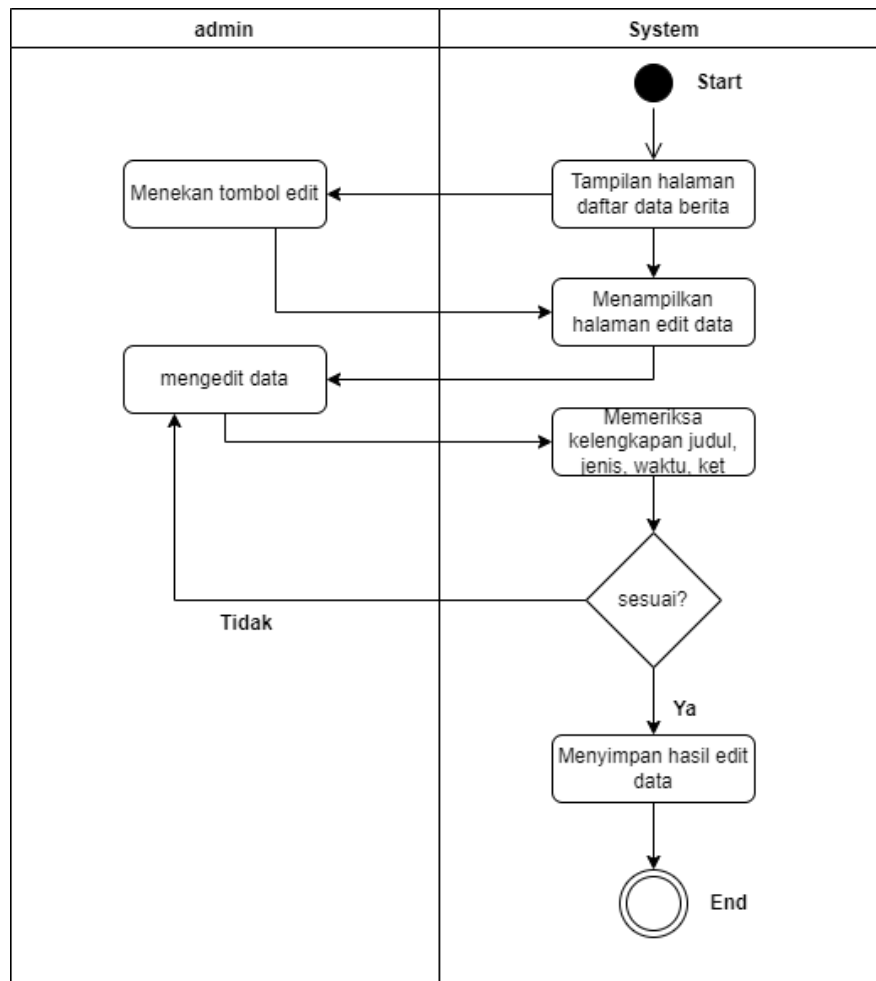 admin
System
Start
Tampilan halaman
daftar data berita
Menekan tombol edit
Menampilkan
halaman edit data
mengedit data
Memeriksa
kelengkapan judul,
jenis, waktu, ket
sesuai?
Tidak
Ya
Menyimpan hasil edit
data
End